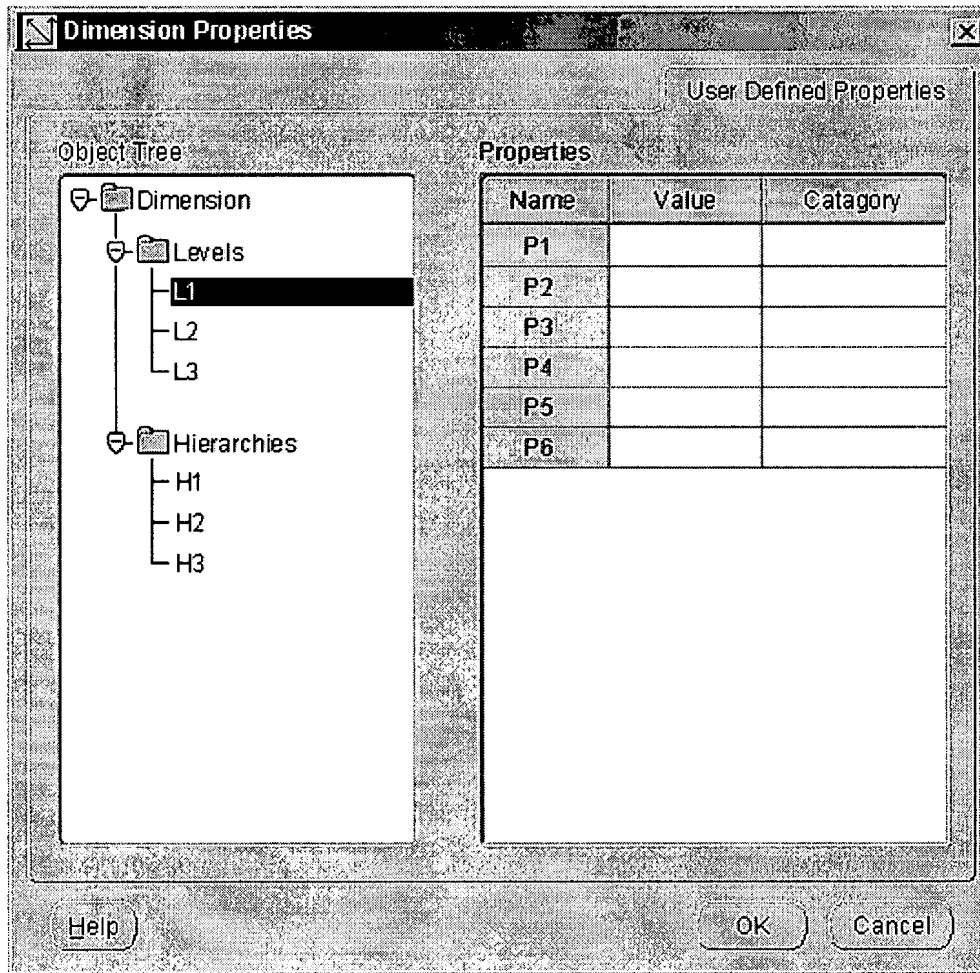 Dimension Properties
User Defined Properties
Object Tree
Dimension
Levels
L1
L2
L3
Hierarchies
H1
H2
H3
Properties
Name Value Catagory
P1
P2
P3
P4
P5
P6
Help OK Cancel